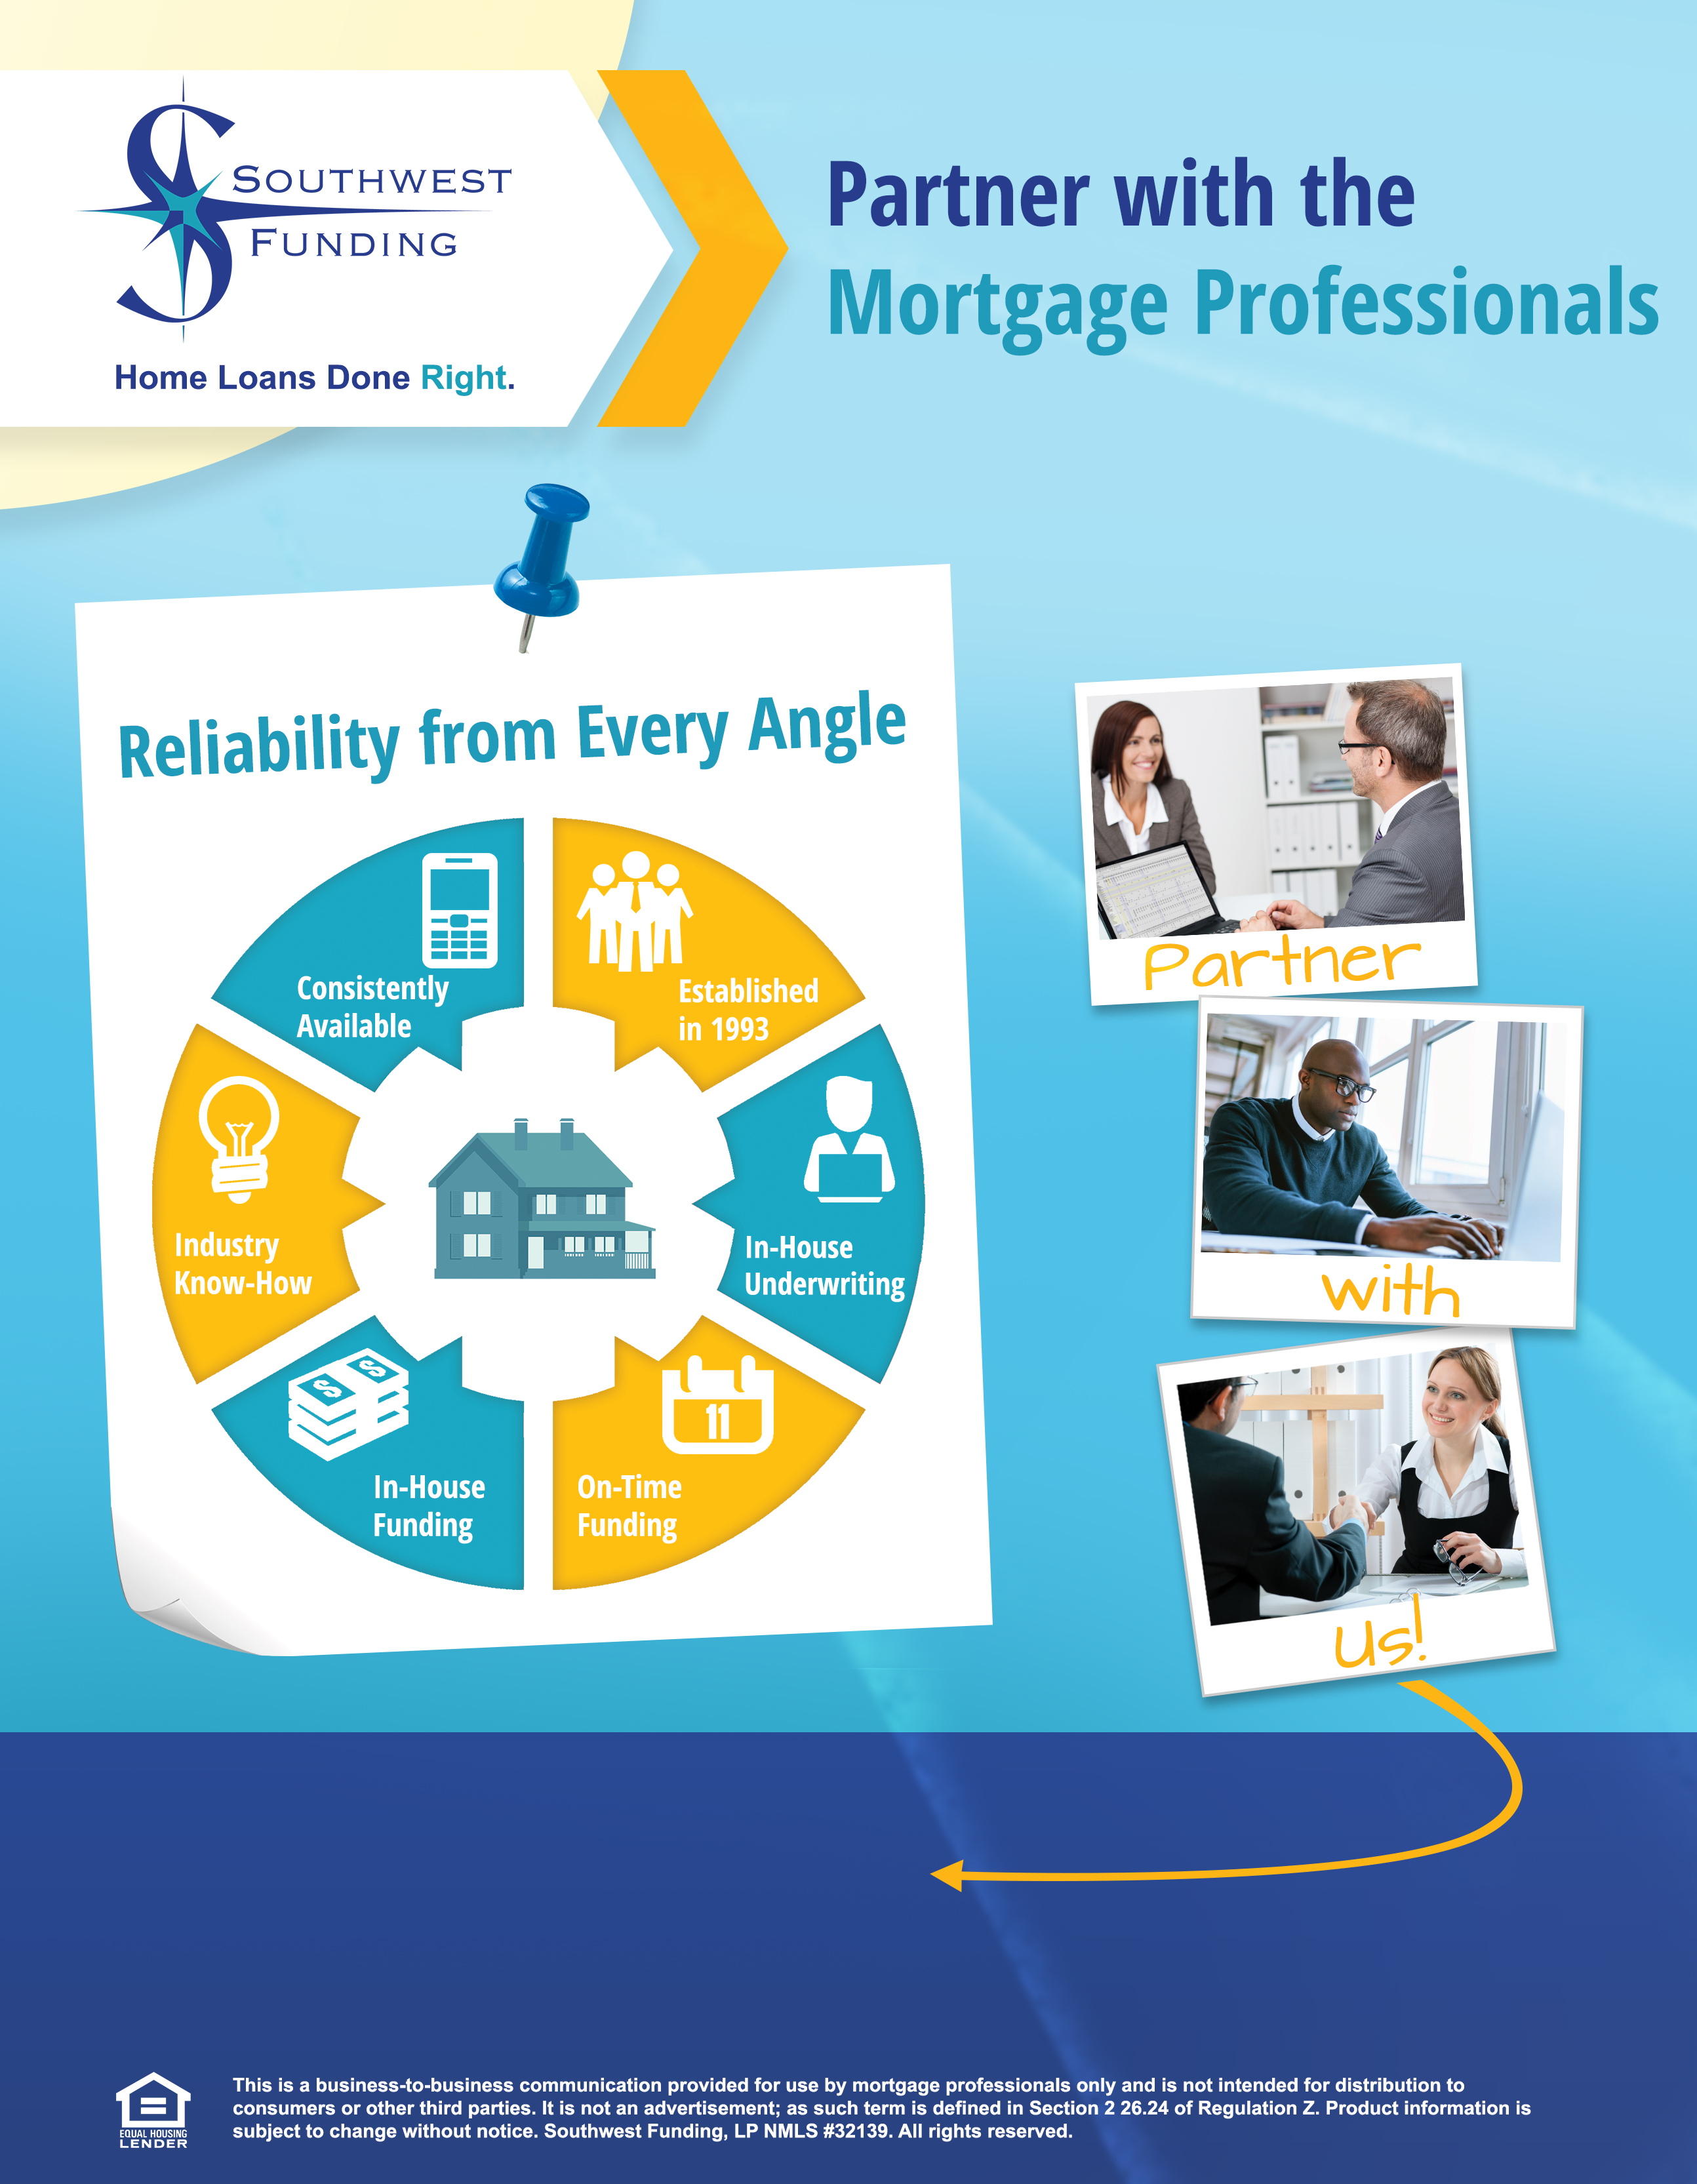 SOUTHWEST
FUNDING
Home Loans Done Right.
Partner with the
Mortgage Professionals
Reliability from Every Angle
Consistently
Available
Established
in 1993
Industry
Know-How
In-House
Underwriting
$ $
In-House
Funding
11
On-Time
Funding
Partner
with
us!
EQUAL HOUSING
LENDER
This is a business-to-business communication provided for use by mortgage professionals only and is not intended for distribution to
consumers or other third parties. It is not an advertisement; as such term is defined in Section 2 26.24 of Regulation Z. Product information is
subject to change without notice. Southwest Funding, LP NMLS #32139. All rights reserved.